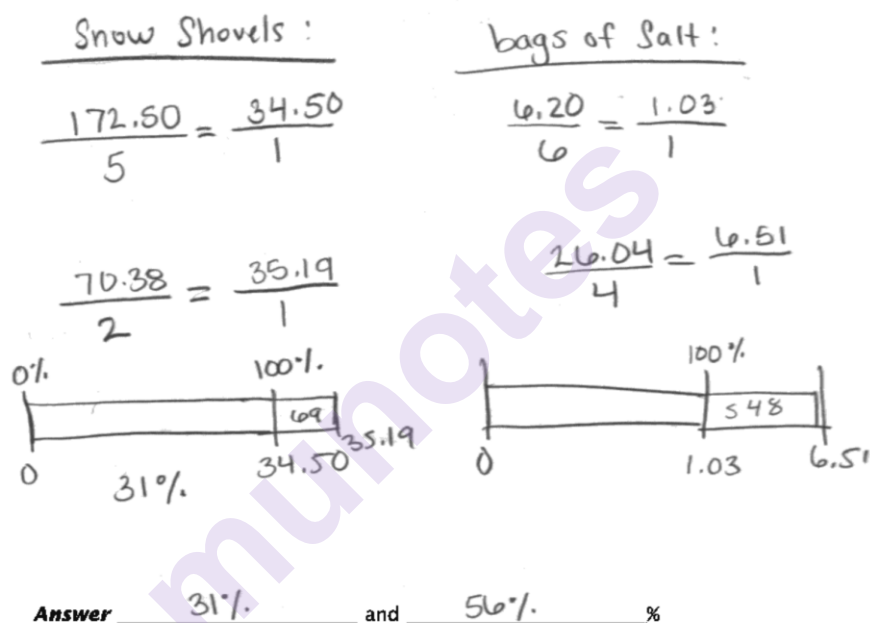 Snow Shovels :
172.50 / 5 = 34.50 / 1
70.38 / 2 = 35.19 / 1
0% 100%
69
0 34.50 35.19
31%
bags of Salt :
6.20 / 6 = 1.03 / 1
26.04 / 4 = 6.51 / 1
100%
548
0 1.03 6.51
Answer 31% and 56% %
munotes